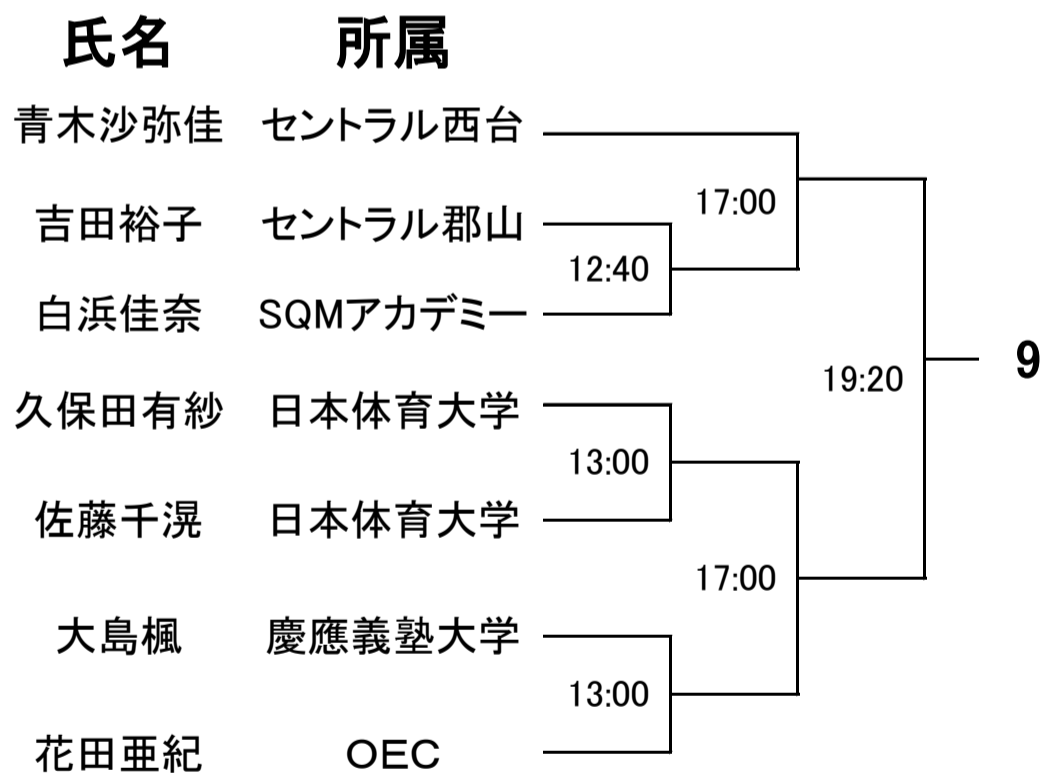 氏名 所属
青木沙弥佳 セントラル西台
17:00
吉田裕子 セントラル郡山
12:40
白浜佳奈 SQMアカデミー
9
19:20
久保田有紗 日本体育大学
13:00
佐藤千滉 日本体育大学
17:00
大島楓 慶應義塾大学
13:00
花田亜紀 OEC